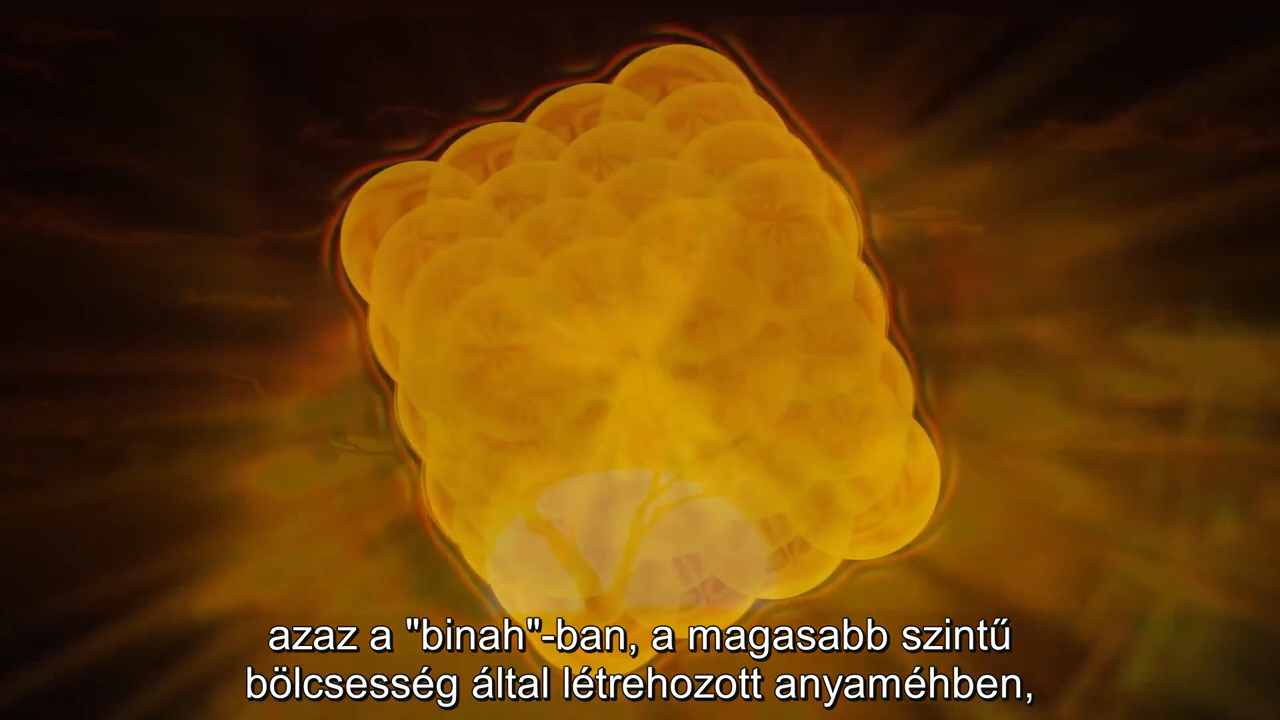 azaz a "binah"-ban, a magasabb szintű
bölcsesség által létrehozott anyaméhben,